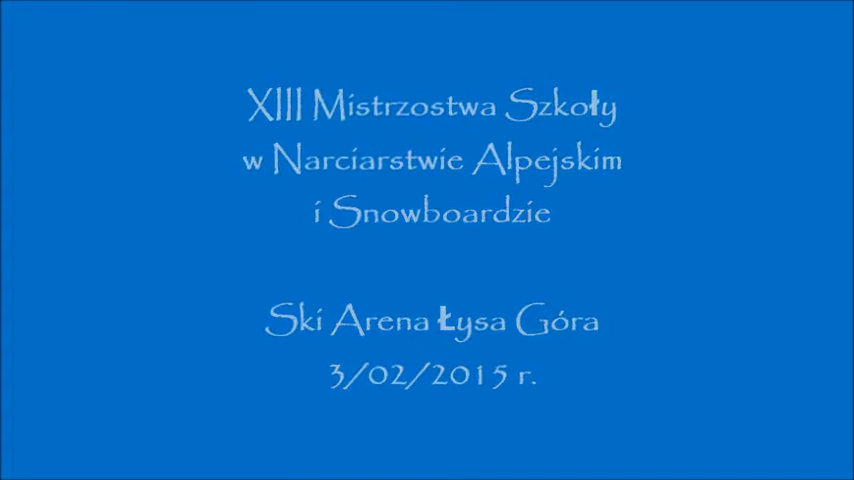 XIII Mistrzostwa Szkoły
w Narciarstwie Alpejskim
i Snowboardzie
Ski Arena Łysa Góra
3/02/2015 r.